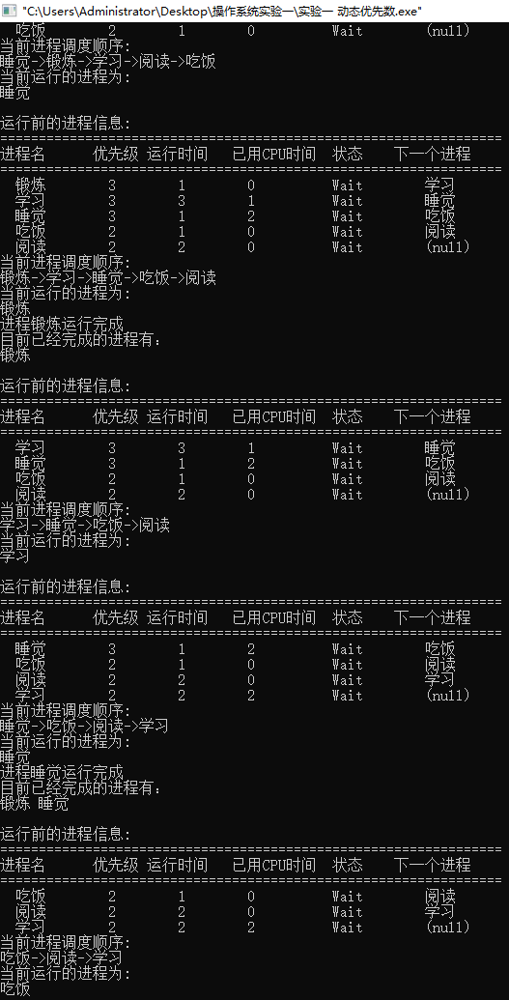 "C:\Users\Administrator\Desktop\操作系统实验一\实验一 动态优先数.exe"
吃饭 2 1 0 Wait (null)
当前进程调度顺序:
睡觉->锻炼->学习->阅读->吃饭
当前运行的进程为:
睡觉
运行前的进程信息:
=================================================================
进程名 优先级 运行时间 已用CPU时间 状态 下一个进程
=================================================================
锻炼 3 1 0 Wait 学习
学习 3 3 1 Wait 睡觉
睡觉 3 1 2 Wait 吃饭
吃饭 2 1 0 Wait 阅读
阅读 2 2 0 Wait (null)
当前进程调度顺序:
锻炼->学习->睡觉->吃饭->阅读
当前运行的进程为:
锻炼
进程锻炼运行完成
目前已经完成的进程有:
锻炼
运行前的进程信息:
=================================================================
进程名 优先级 运行时间 已用CPU时间 状态 下一个进程
=================================================================
学习 3 3 1 Wait 睡觉
睡觉 3 1 2 Wait 吃饭
吃饭 2 1 0 Wait 阅读
阅读 2 2 0 Wait (null)
当前进程调度顺序:
学习->睡觉->吃饭->阅读
当前运行的进程为:
学习
运行前的进程信息:
=================================================================
进程名 优先级 运行时间 已用CPU时间 状态 下一个进程
=================================================================
睡觉 3 1 2 Wait 吃饭
吃饭 2 1 0 Wait 阅读
阅读 2 2 0 Wait 学习
学习 2 2 2 Wait (null)
当前进程调度顺序:
睡觉->吃饭->阅读->学习
当前运行的进程为:
睡觉
进程睡觉运行完成
目前已经完成的进程有:
锻炼 睡觉
运行前的进程信息:
=================================================================
进程名 优先级 运行时间 已用CPU时间 状态 下一个进程
=================================================================
吃饭 2 1 0 Wait 阅读
阅读 2 2 0 Wait 学习
学习 2 2 2 Wait (null)
当前进程调度顺序:
吃饭->阅读->学习
当前运行的进程为:
吃饭